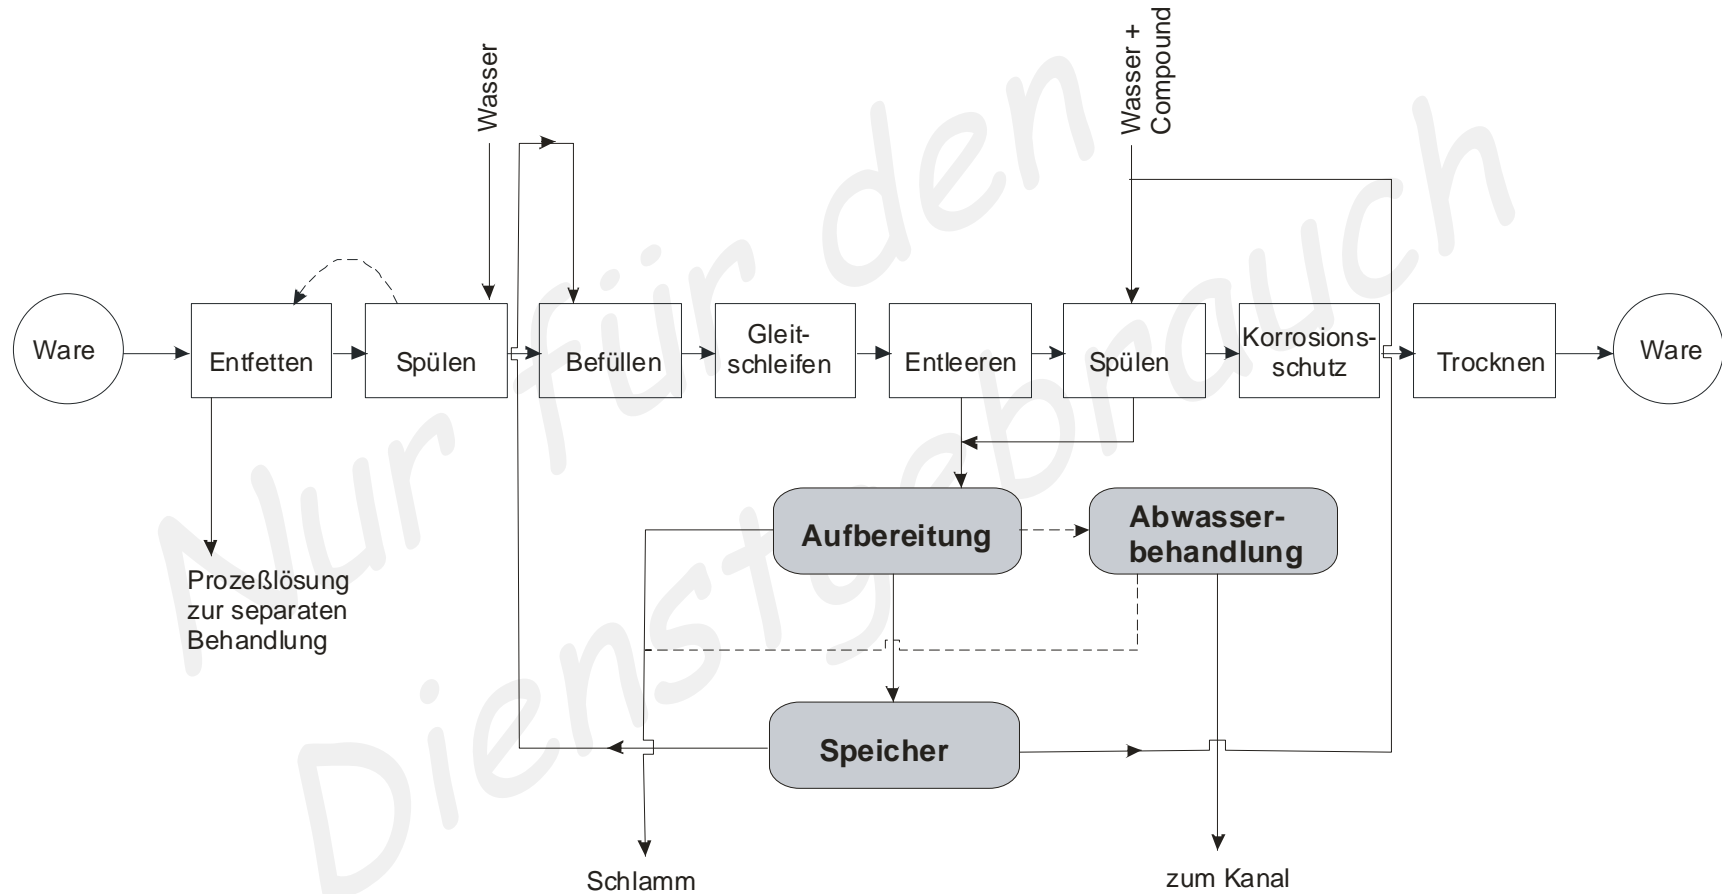 Wasser
Wasser +
Compound
Ware
Entfetten
Spülen
Befüllen
Gleit-
schleifen
Entleeren
Spülen
Korrosions-
schutz
Trocknen
Ware
Aufbereitung
Abwasser-
behandlung
Prozeßlösung
zur separaten
Behandlung
Speicher
Schlamm
zum Kanal
Nur für den
Dienstgebrauch